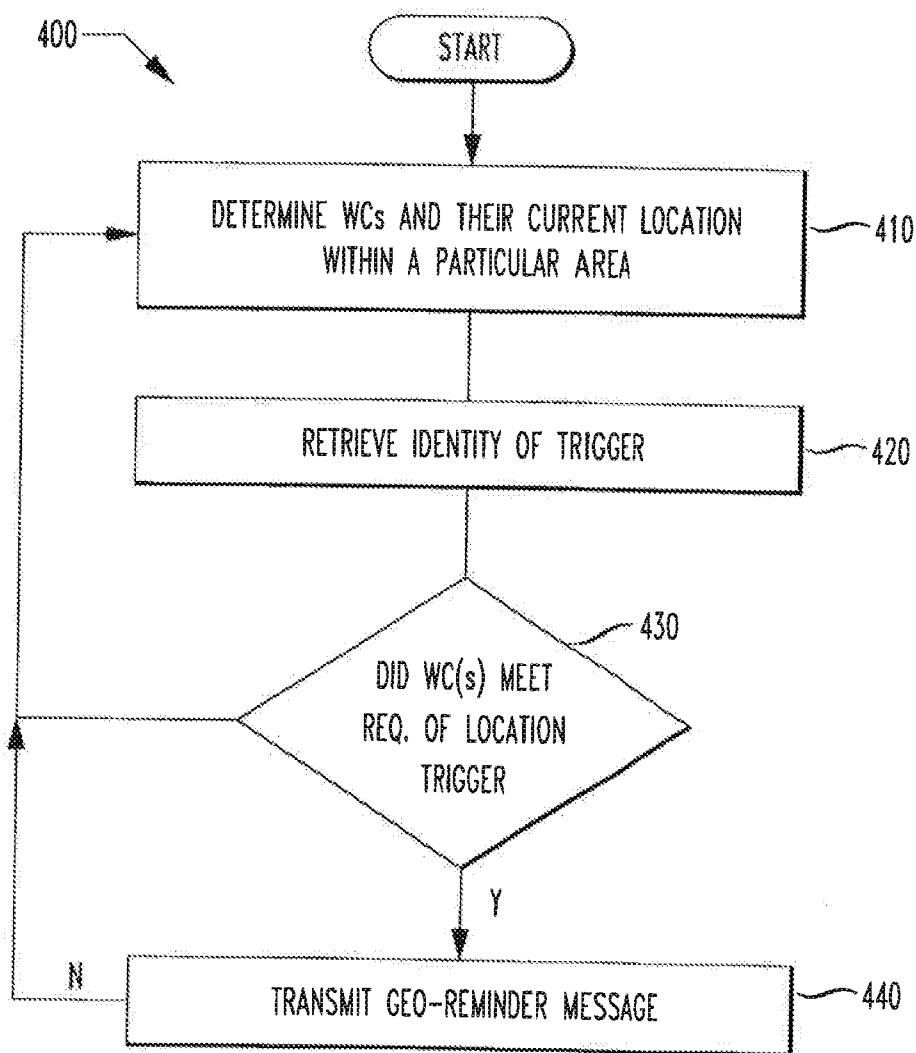 400
START
DETERMINE WCs AND THEIR CURRENT LOCATION
WITHIN A PARTICULAR AREA
410
RETRIEVE IDENTITY OF TRIGGER
420
430
DID WC(s) MEET
REQ. OF LOCATION
TRIGGER
Y
N
TRANSMIT GEO-REMINDER MESSAGE
440